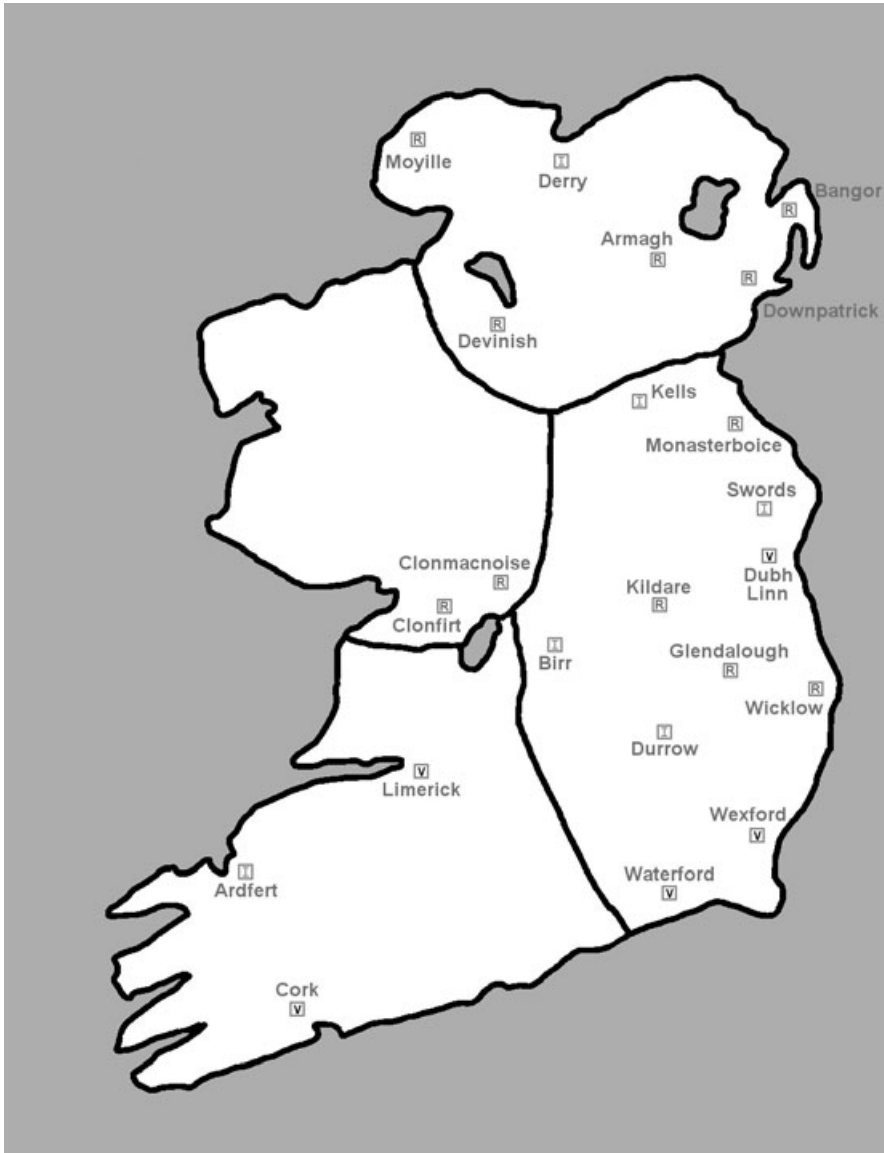 R
Moyille
I
Derry
Bangor
R
Armagh
R
R
Downpatrick
R
Devinish
I
Kells
R
Monasterboice
Swords
I
V
Dubh
Linn
Clonmacnoise
R
R
Clonfirt
Kildare
R
I
Birr
Glendalough
R
R
Wicklow
I
Durrow
V
Limerick
Wexford
V
I
Ardfert
Waterford
V
Cork
V